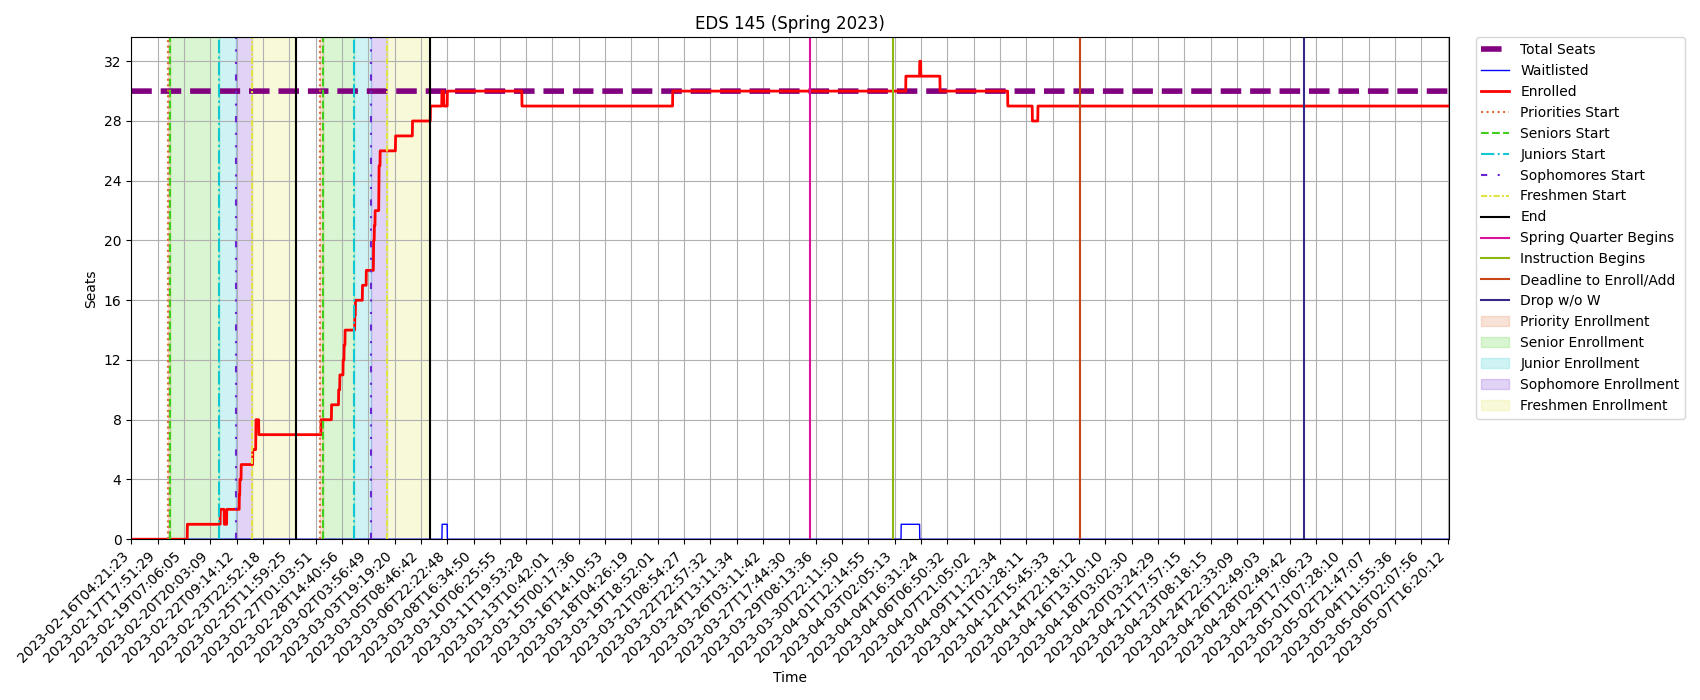 EDS 145 (Spring 2023)
Seats
32
28
24
20
16
12
8
4
0
2023-02-16T04:21:23
2023-02-17T17:51:29
2023-02-19T07:06:05
2023-02-20T20:03:09
2023-02-22T09:14:12
2023-02-23T22:52:18
2023-02-25T11:59:25
2023-02-27T01:03:51
2023-02-28T14:40:56
2023-03-02T03:56:49
2023-03-03T19:19:20
2023-03-05T08:46:42
2023-03-06T22:22:48
2023-03-08T16:34:50
2023-03-10T06:25:55
2023-03-11T19:53:28
2023-03-13T10:42:01
2023-03-15T00:17:36
2023-03-16T14:10:53
2023-03-18T04:26:19
2023-03-19T18:52:01
2023-03-21T08:54:27
2023-03-22T22:57:32
2023-03-24T13:11:34
2023-03-26T03:11:42
2023-03-27T17:44:30
2023-03-29T08:13:36
2023-03-30T22:11:50
2023-04-01T12:14:55
2023-04-03T02:05:13
2023-04-04T16:31:24
2023-04-06T06:50:32
2023-04-07T21:05:02
2023-04-09T11:22:34
2023-04-11T01:28:11
2023-04-12T15:45:33
2023-04-14T22:18:12
2023-04-16T13:10:10
2023-04-18T03:02:30
2023-04-20T03:24:29
2023-04-21T17:57:15
2023-04-23T08:18:15
2023-04-24T22:33:09
2023-04-26T12:49:03
2023-04-28T02:49:42
2023-04-29T17:06:23
2023-05-01T07:28:10
2023-05-02T21:47:07
2023-05-04T11:55:36
2023-05-06T02:07:56
2023-05-07T16:20:12
Time
Total Seats
Waitlisted
Enrolled
Priorities Start
Seniors Start
Juniors Start
Sophomores Start
Freshmen Start
End
Spring Quarter Begins
Instruction Begins
Deadline to Enroll/Add
Drop w/o W
Priority Enrollment
Senior Enrollment
Junior Enrollment
Sophomore Enrollment
Freshmen Enrollment